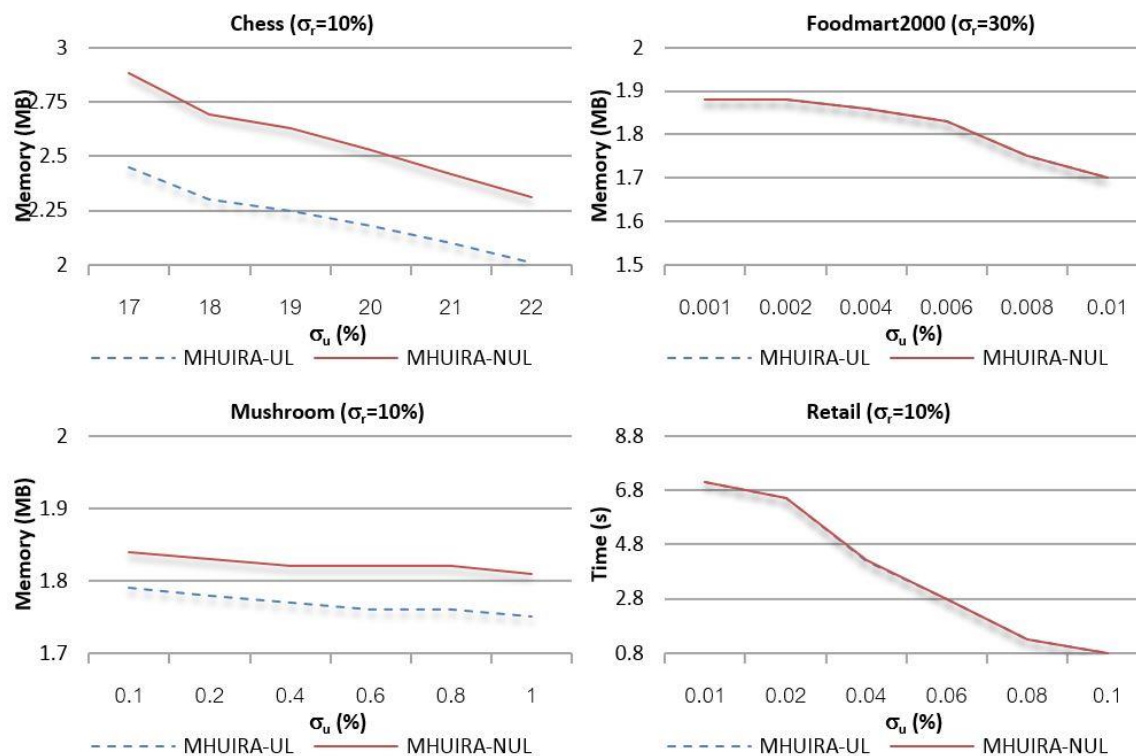 Chess (σr=10%)
3
2.75
2.5
2.25
2
Memory (MB)
17 18 19 20 21 22
σu (%)
MHUIRA-UL MHUIRA-NUL
Foodmart2000 (σr=30%)
2
1.9
1.8
1.7
1.6
1.5
Memory (MB)
0.001 0.002 0.004 0.006 0.008 0.01
σu (%)
MHUIRA-UL MHUIRA-NUL
Mushroom (σr=10%)
2
1.9
1.8
1.7
Memory (MB)
0.1 0.2 0.4 0.6 0.8 1
σu (%)
MHUIRA-UL MHUIRA-NUL
Retail (σr=10%)
8.8
6.8
4.8
2.8
0.8
Time (s)
0.01 0.02 0.04 0.06 0.08 0.1
σu (%)
MHUIRA-UL MHUIRA-NUL